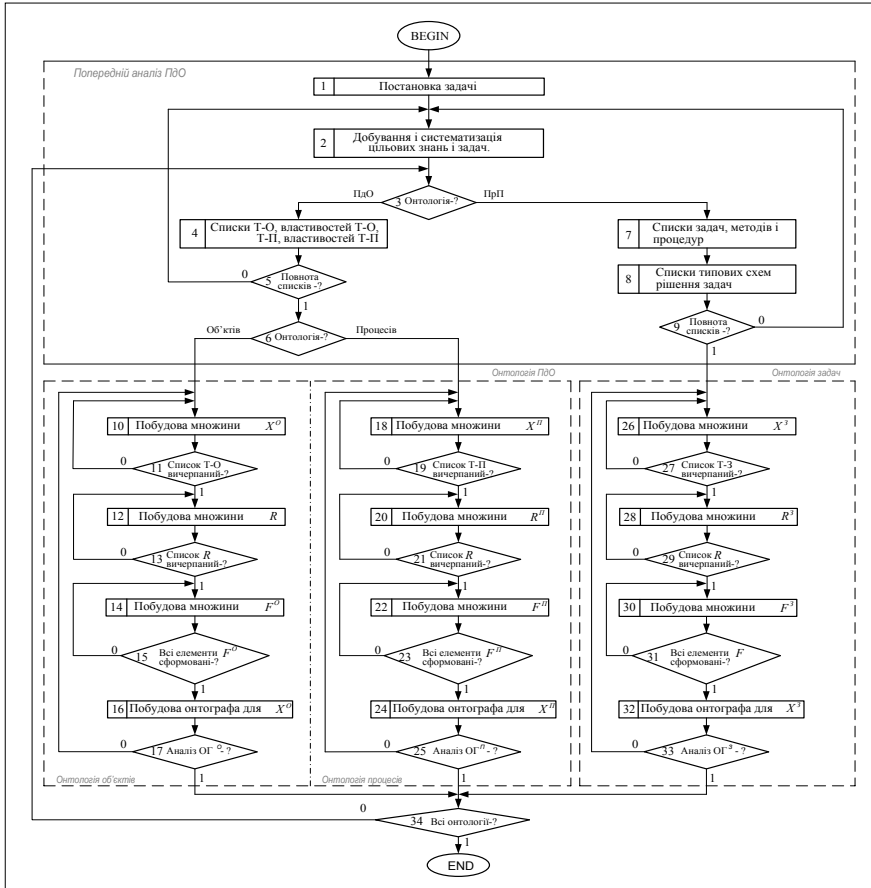 BEGIN
Попередній аналіз ПдО
1 Постановка задачі
2 Добування і систематизація
цільових знань і задач.
3 Онтологія-?
ПдО
ПрП
4 Списки Т-О, властивостей Т-О,
Т-П, властивостей Т-П
5 Повнота
списків -?
0
1
6 Онтологія-?
Об’ктів
Процесів
7 Списки задач, методів і
процедур
8 Списки типових схем
рішення задач
9 Повнота
списків -?
0
1
Онтологія ПдО
Онтологія задач
10 Побудова множини X^О
11 Список Т-О
вичерпаний-?
0
1
12 Побудова множини R
13 Список R
вичерпаний-?
0
1
14 Побудова множини F^О
15 Всі елементи F^О
сформовані-?
0
1
16 Побудова онтографа для X^О
17 Аналіз ОГ^О- ?
0
1
Онтологія об'єктів
18 Побудова множини X^П
19 Список Т-П
вичерпаний-?
0
1
20 Побудова множини R^П
21 Список R
вичерпаний-?
0
1
22 Побудова множини F^П
23 Всі елементи F^П
сформовані-?
0
1
24 Побудова онтографа для X^П
25 Аналіз ОГ^П - ?
0
1
Онтологія процесів
26 Побудова множини X^З
27 Список Т-З
вичерпаний-?
0
1
28 Побудова множини R^З
29 Список R
вичерпаний-?
0
1
30 Побудова множини F^З
31 Всі елементи F
сформовані-?
0
1
32 Побудова онтографа для X^З
33 Аналіз ОГ^З - ?
0
1
34 Всі онтології-?
0
1
END